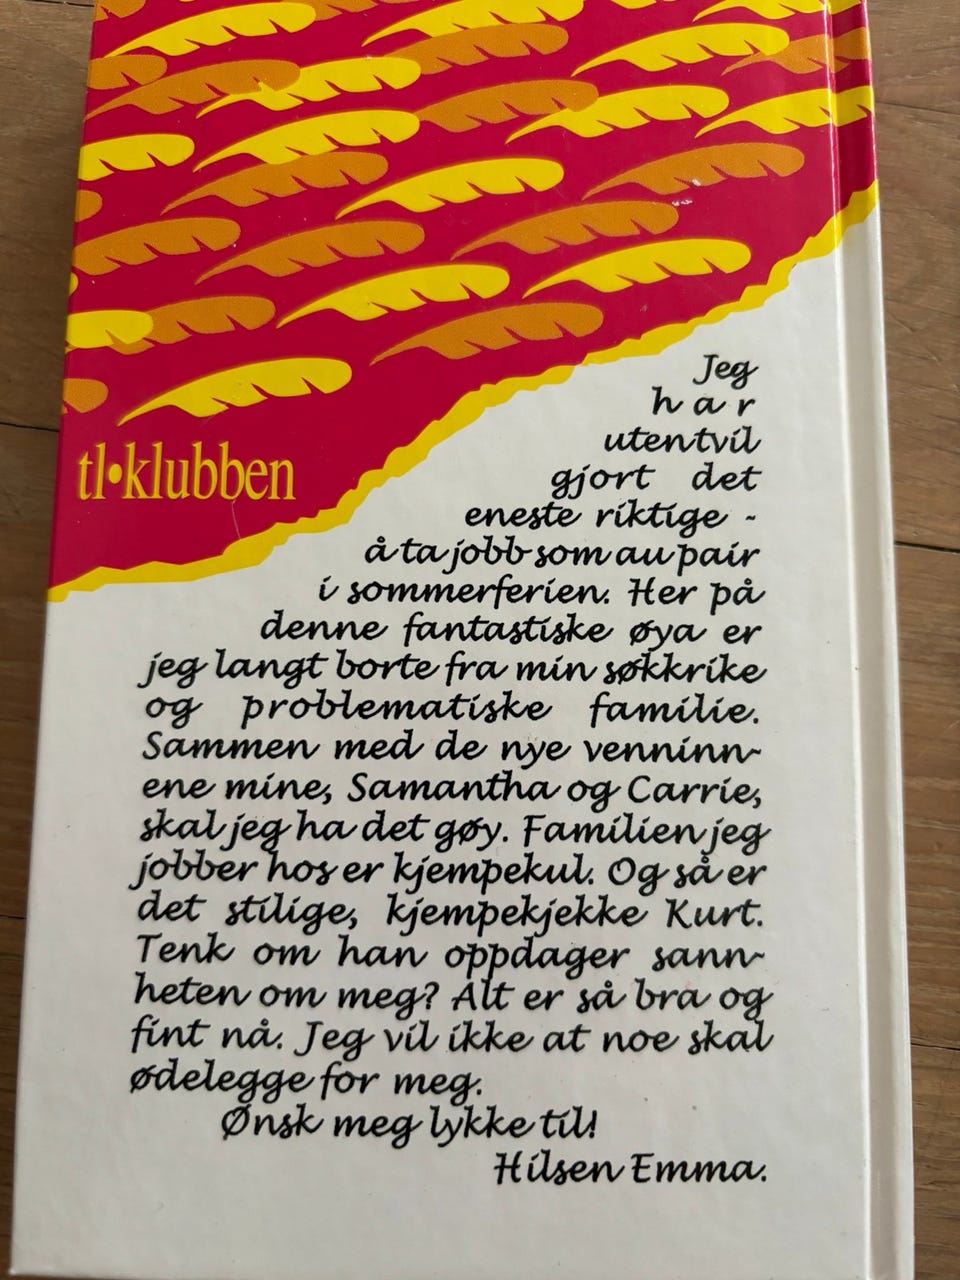 tl•klubben
Jeg
har
utentvil
gjort det
eneste riktige -
å ta jobb som au pair
i sommerferien. Her på
denne fantastiske øya er
jeg langt borte fra min søkkrike
og problematiske familie.
Sammen med de nye venninn-
ene mine, Samantha og Carrie,
skal jeg ha det gøy. Familien jeg
jobber hos er kjempekul. Og så er
det stilige, kjempekjekke Kurt.
Tenk om han oppdager sann-
heten om meg? Alt er så bra og
fint nå. Jeg vil ikke at noe skal
ødelegge for meg.
Ønsk meg lykke til!
Hilsen Emma.